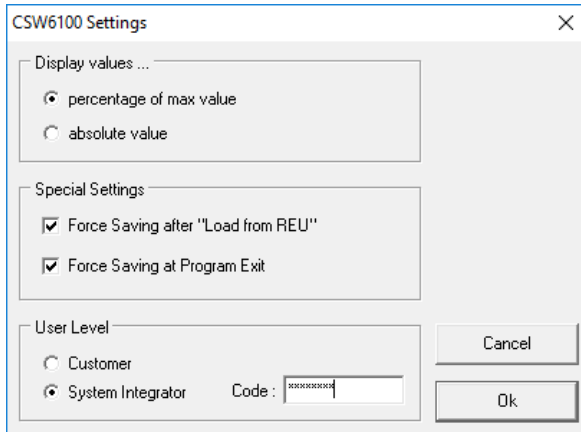 CSW6100 Settings
Display values ...
percentage of max value
absolute value
Special Settings
Force Saving after "Load from REU"
Force Saving at Program Exit
User Level
Customer
System Integrator
Code : ********
Cancel
Ok